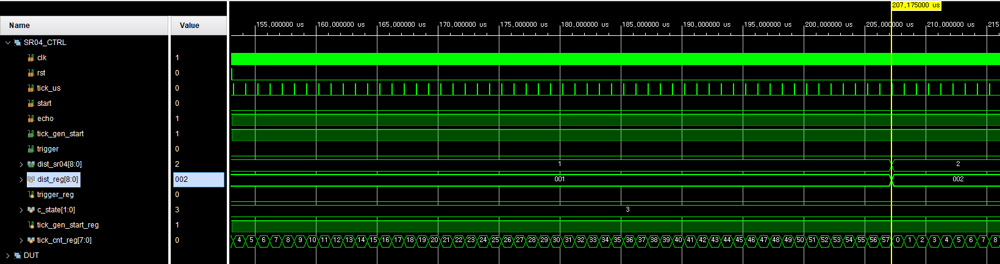 207,175000 us
Name Value 155,000000 us 160,000000 us 165,000000 us 170,000000 us 175,000000 us 180,000000 us 185,000000 us 190,000000 us 195,000000 us 200,000000 us 205,000000 us 210,000000 us 215
SR04_CTRL
clk 1
rst 0
tick_us 0
start 0
echo 1
tick_gen_start 1
trigger 0
dist_sr04[8:0] 2 1 2
dist_reg[8:0] 002 001 002
trigger_reg 0
c_state[1:0] 3 3
tick_gen_start_reg 1
tick_cnt_reg[7:0] 0 4 5 6 7 8 9 10 11 12 13 14 15 16 17 18 19 20 21 22 23 24 25 26 27 28 29 30 31 32 33 34 35 36 37 38 39 40 41 42 43 44 45 46 47 48 49 50 51 52 53 54 55 56 57 0 1 2 3 4 5 6 7 8
DUT